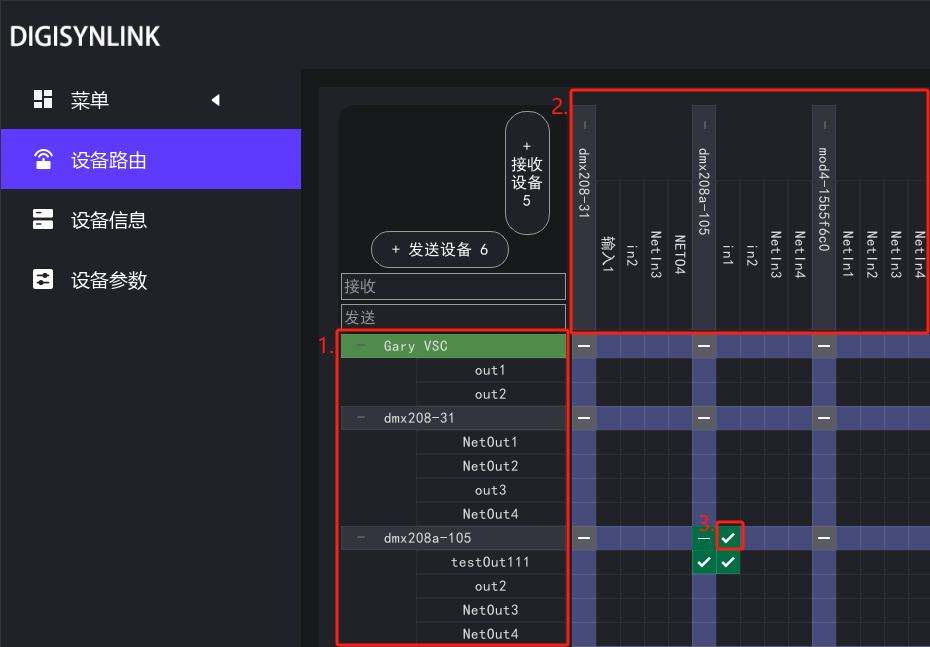 DIGISYNLINK
菜单
设备路由
设备信息
设备参数
+
接收
设备
5
+ 发送设备 6
接收
发送
2.
dmx208-31
输入1
in2
NetIn3
NET04
dmx208a-105
in1
in2
NetIn3
NetIn4
mod4-15b5f6c0
NetIn1
NetIn2
NetIn3
NetIn4
1.
Gary VSC
out1
out2
dmx208-31
NetOut1
NetOut2
out3
NetOut4
3.
dmx208a-105
testOut111
out2
NetOut3
NetOut4